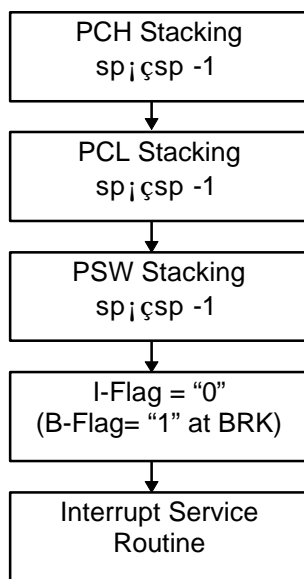 PCH Stacking
sp¡çsp -1
PCL Stacking
sp¡çsp -1
PSW Stacking
sp¡çsp -1
I-Flag = “0”
(B-Flag= “1” at BRK)
Interrupt Service
Routine